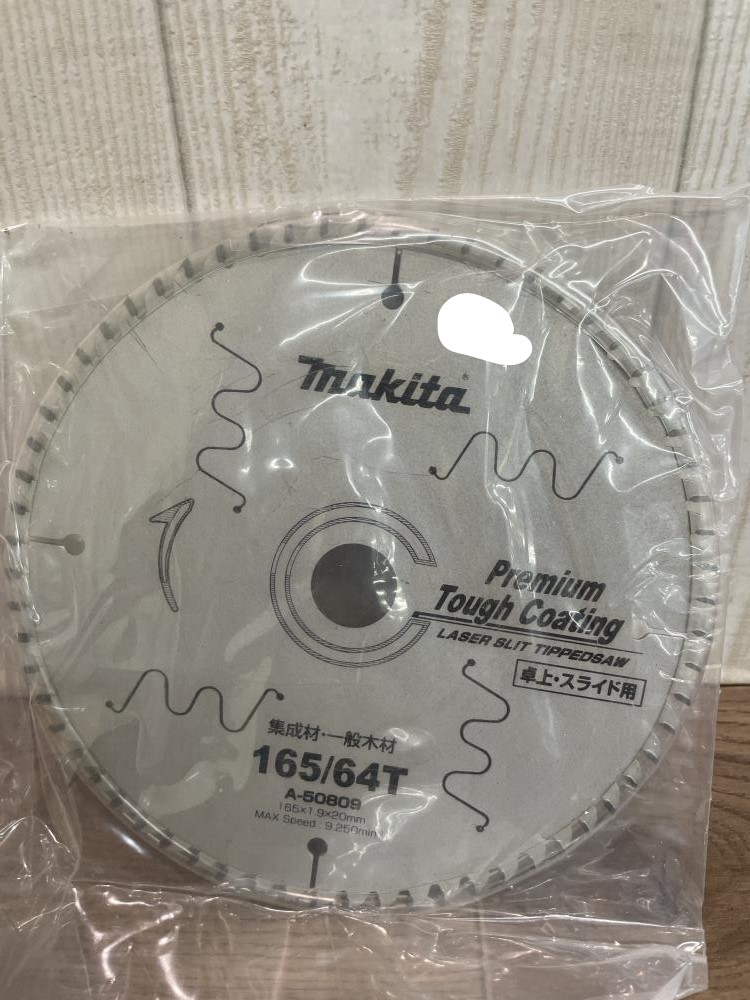 makita®
Premium
Tough Coating
LASER SLIT TIPPEDSAW
卓上・スライド用
集成材・一般木材
165/64T
A-50809
165×1.9×20mm
MAX Speed : 9,250min